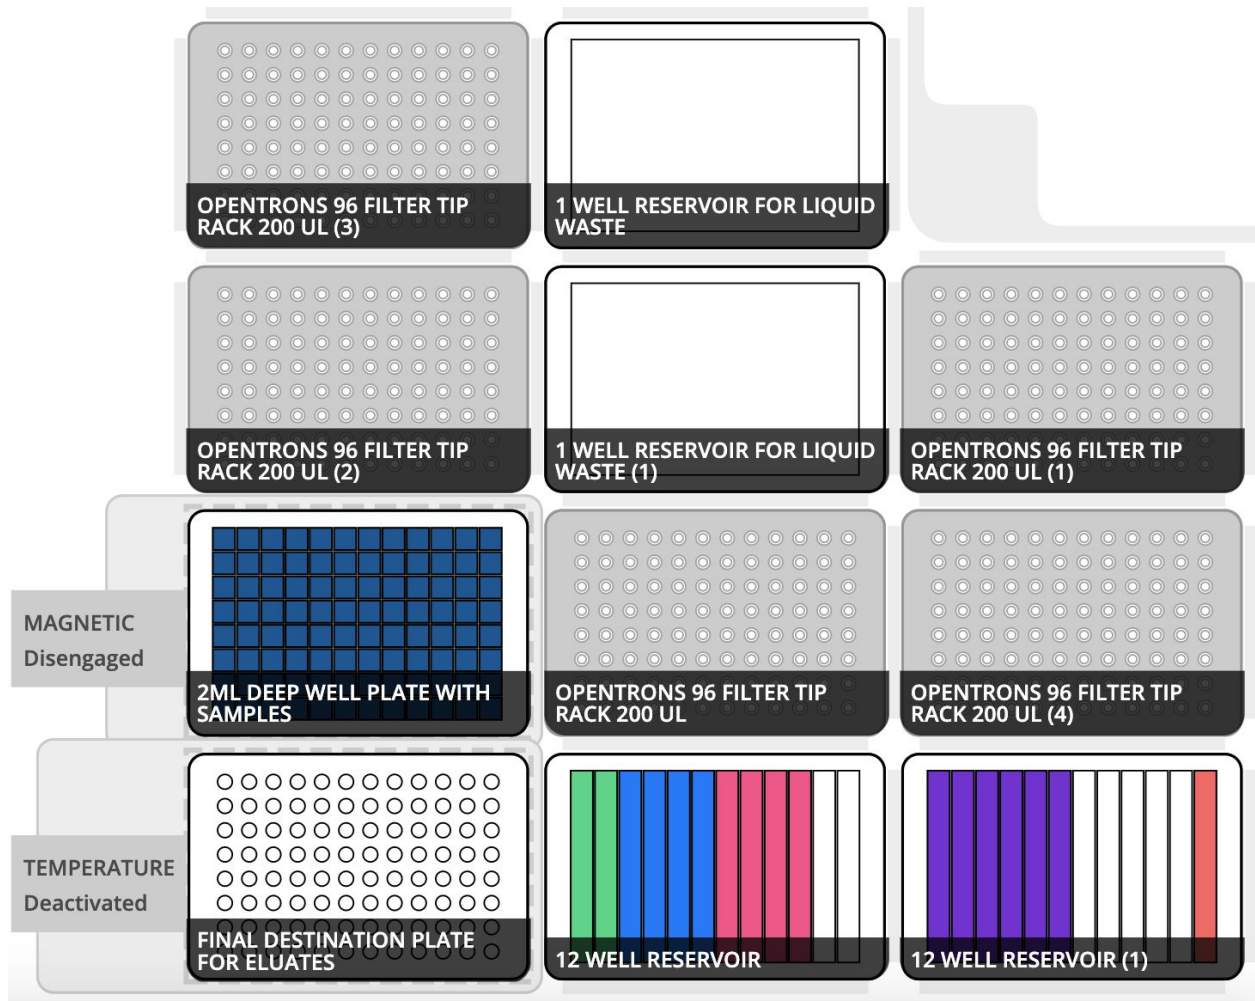 OPENTRONS 96 FILTER TIP
RACK 200 UL (3)
1 WELL RESERVOIR FOR LIQUID
WASTE
OPENTRONS 96 FILTER TIP
RACK 200 UL (2)
1 WELL RESERVOIR FOR LIQUID
WASTE (1)
OPENTRONS 96 FILTER TIP
RACK 200 UL (1)
MAGNETIC
Disengaged
2ML DEEP WELL PLATE WITH
SAMPLES
OPENTRONS 96 FILTER TIP
RACK 200 UL
OPENTRONS 96 FILTER TIP
RACK 200 UL (4)
TEMPERATURE
Deactivated
FINAL DESTINATION PLATE
FOR ELUATES
12 WELL RESERVOIR
12 WELL RESERVOIR (1)